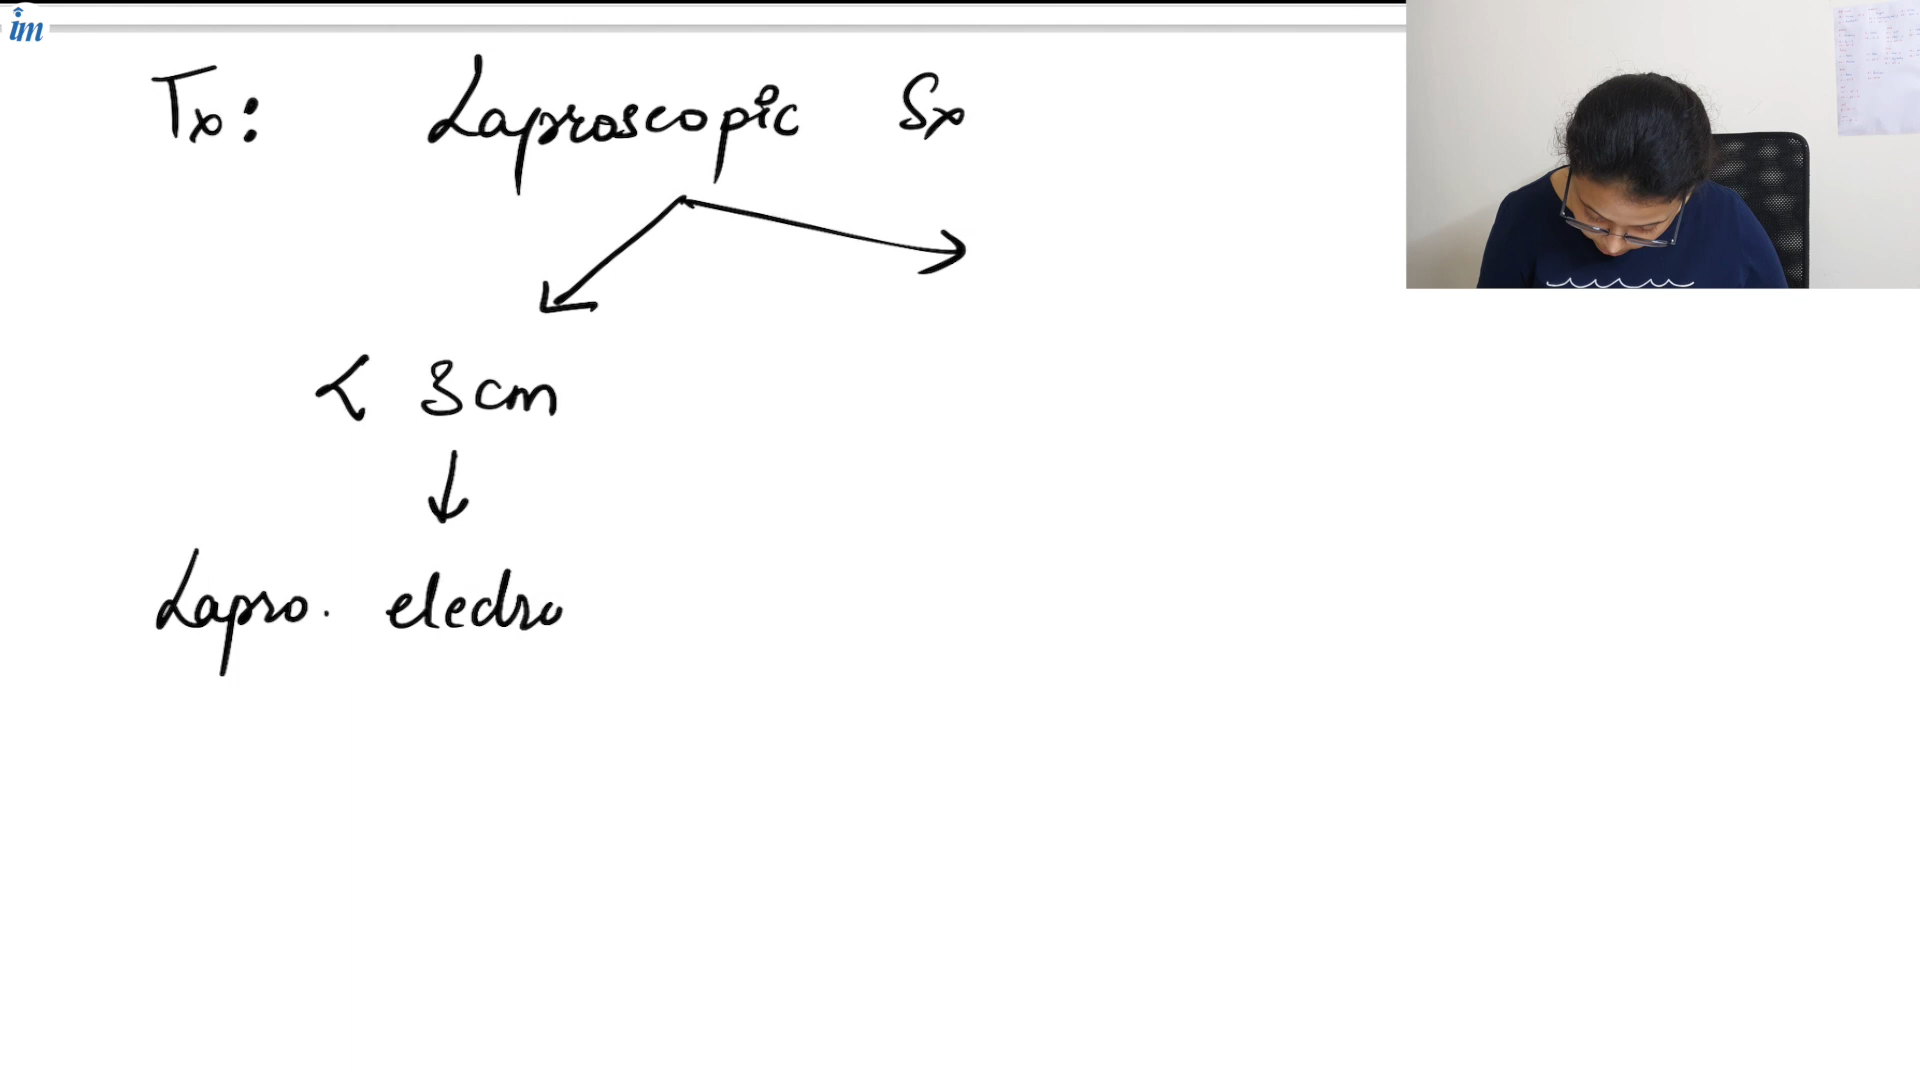 im
Tx: Laproscopic Sx
< 3cm
Lapro. electro